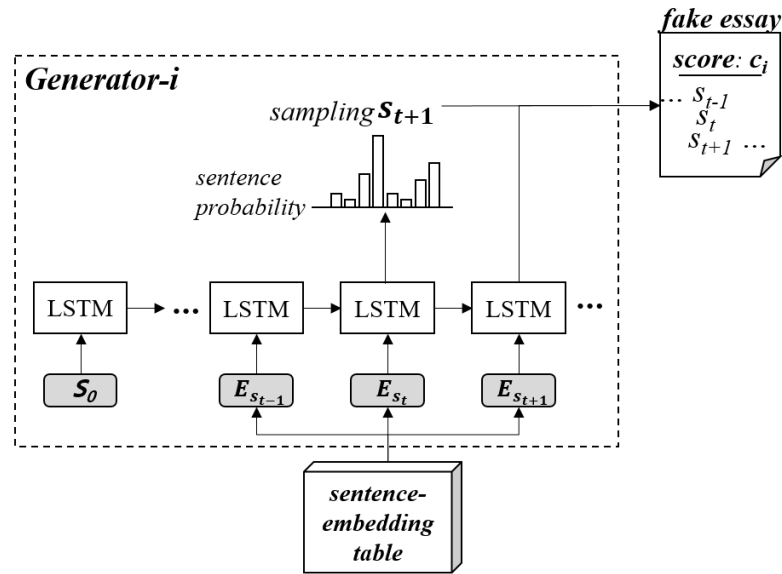 fake essay
score: c_i
... s_{t-1}
s_t
s_{t+1} ...
Generator-i
sampling s_{t+1}
sentence
probability
LSTM
...
LSTM
LSTM
LSTM
...
S_0
E_{s_{t-1}}
E_{s_t}
E_{s_{t+1}}
sentence-
embedding
table